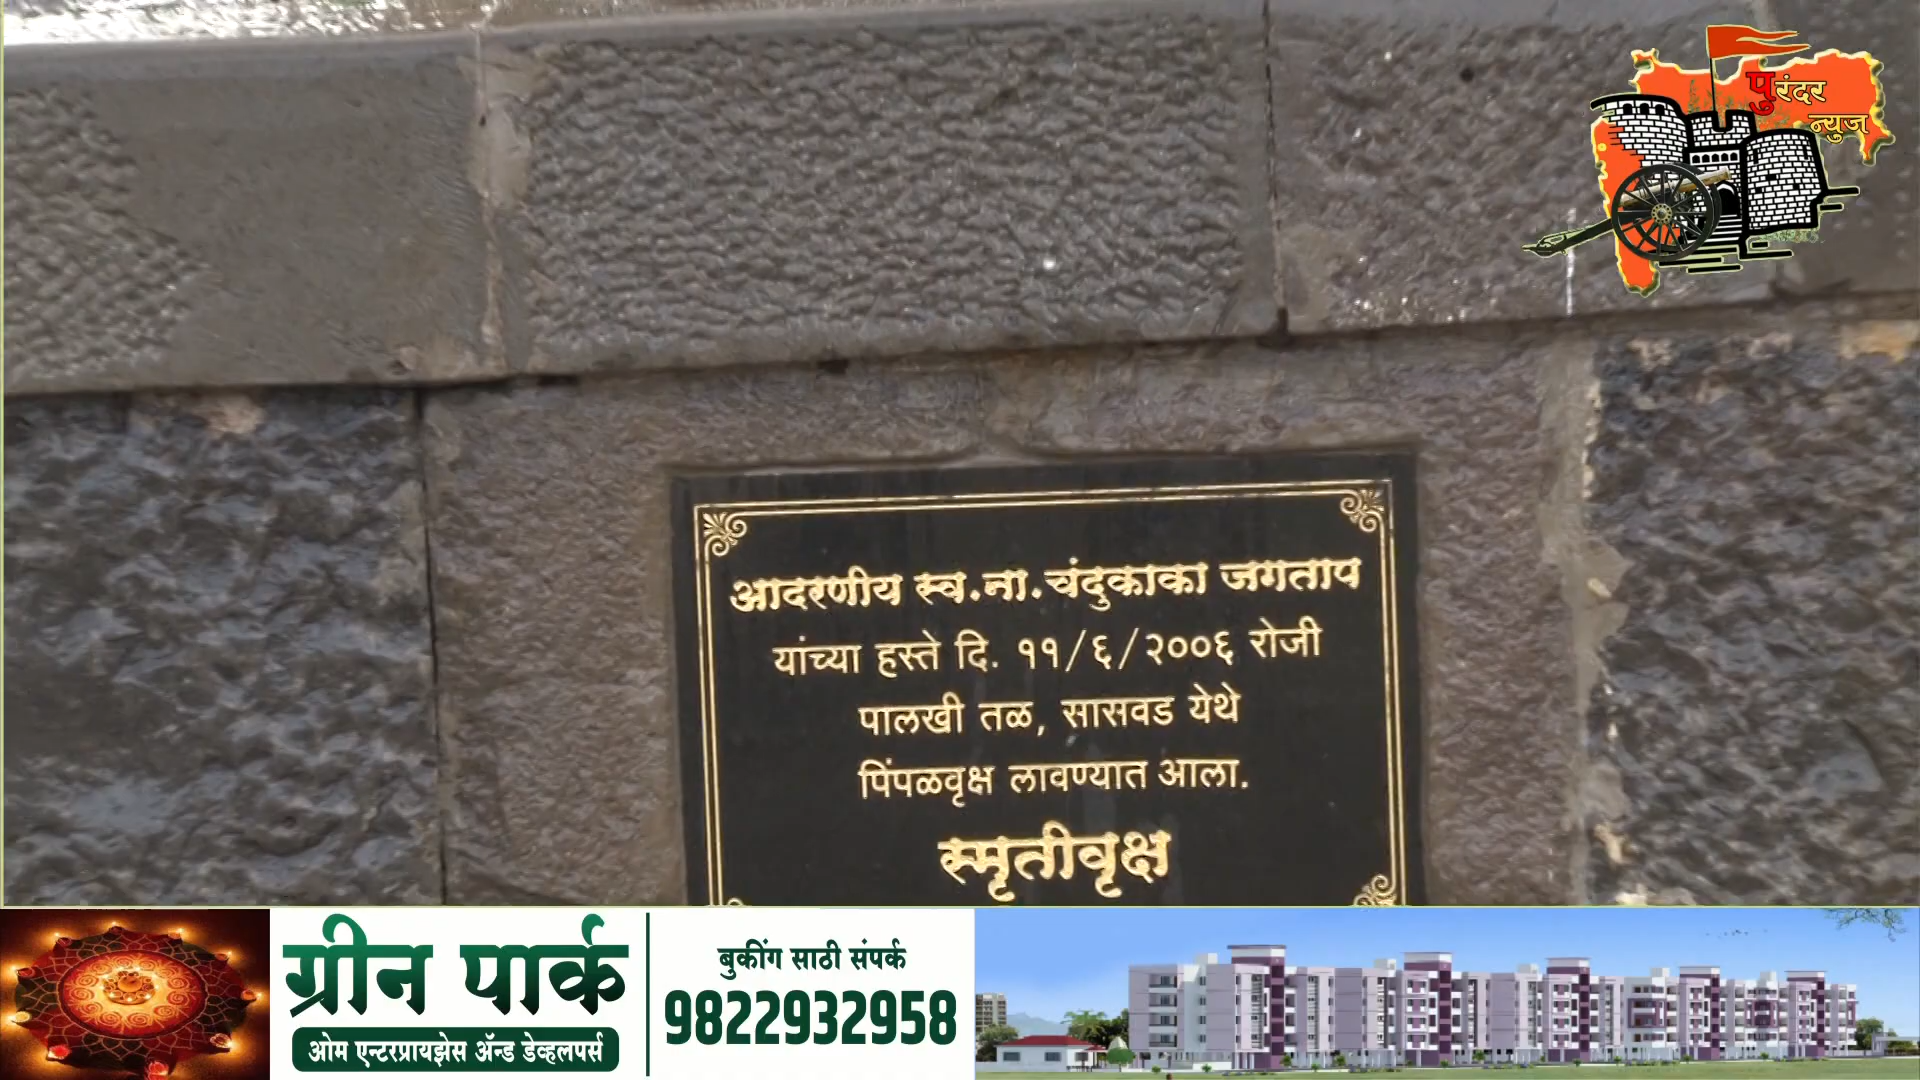 पुरंदर
न्युज
आदरणीय स्व.ना.चंदुकाका जगताप
यांच्या हस्ते दि. ११/६/२००६ रोजी
पालखी तळ, सासवड येथे
पिंपळवृक्ष लावण्यात आला.
स्मृतीवृक्ष
ग्रीन पार्क
ओम एन्टरप्रायझेस ॲन्ड डेव्हलपर्स
बुकींग साठी संपर्क
9822932958